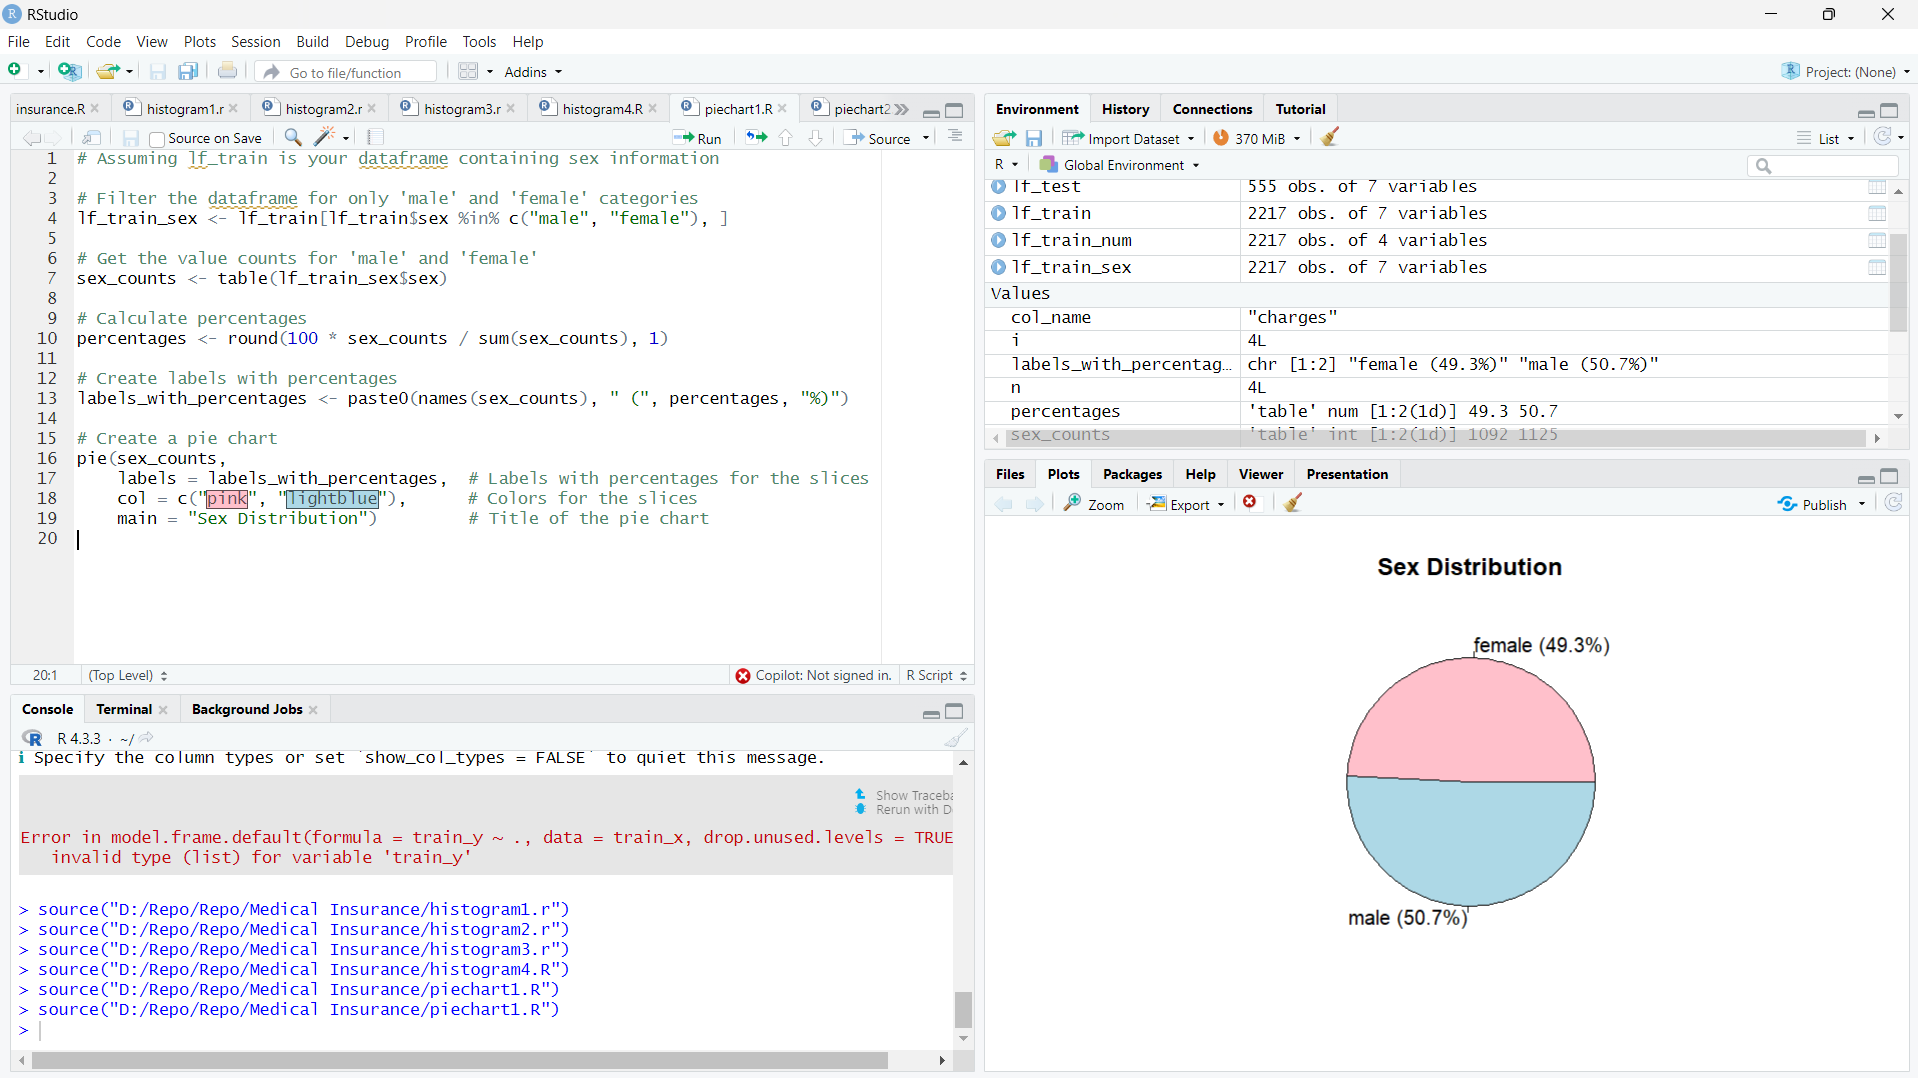 RStudio
File Edit Code View Plots Session Build Debug Profile Tools Help
Go to file/function Addins Project: (None)
insurance.R histogram1.r histogram2.r histogram3.r histogram4.R piechart1.R piechart2
Source on Save Run Source
1 # Assuming lf_train is your dataframe containing sex information
2
3 # Filter the dataframe for only 'male' and 'female' categories
4 lf_train_sex <- lf_train[lf_train$sex %in% c("male", "female"), ]
5
6 # Get the value counts for 'male' and 'female'
7 sex_counts <- table(lf_train_sex$sex)
8
9 # Calculate percentages
10 percentages <- round(100 * sex_counts / sum(sex_counts), 1)
11
12 # Create labels with percentages
13 labels_with_percentages <- paste0(names(sex_counts), " (", percentages, "%)")
14
15 # Create a pie chart
16 pie(sex_counts,
17 labels = labels_with_percentages, # Labels with percentages for the slices
18 col = c("pink", "lightblue"), # Colors for the slices
19 main = "Sex Distribution") # Title of the pie chart
20
20:1 (Top Level) Copilot: Not signed in. R Script
Console Terminal Background Jobs
R 4.3.3 · ~/
i Specify the column types or set `show_col_types = FALSE` to quiet this message.
Show Traceba
Rerun with D
Error in model.frame.default(formula = train_y ~ ., data = train_x, drop.unused.levels = TRUE
invalid type (list) for variable 'train_y'
> source("D:/Repo/Repo/Medical Insurance/histogram1.r")
> source("D:/Repo/Repo/Medical Insurance/histogram2.r")
> source("D:/Repo/Repo/Medical Insurance/histogram3.r")
> source("D:/Repo/Repo/Medical Insurance/histogram4.R")
> source("D:/Repo/Repo/Medical Insurance/piechart1.R")
> source("D:/Repo/Repo/Medical Insurance/piechart1.R")
>
Environment History Connections Tutorial
Import Dataset 370 MiB List
R Global Environment
lf_test 555 obs. of 7 variables
lf_train 2217 obs. of 7 variables
lf_train_num 2217 obs. of 4 variables
lf_train_sex 2217 obs. of 7 variables
Values
col_name "charges"
i 4L
labels_with_percentag... chr [1:2] "female (49.3%)" "male (50.7%)"
n 4L
percentages 'table' num [1:2(1d)] 49.3 50.7
sex_counts 'table' int [1:2(1d)] 1092 1125
Files Plots Packages Help Viewer Presentation
Zoom Export Publish
Sex Distribution
female (49.3%)
male (50.7%)